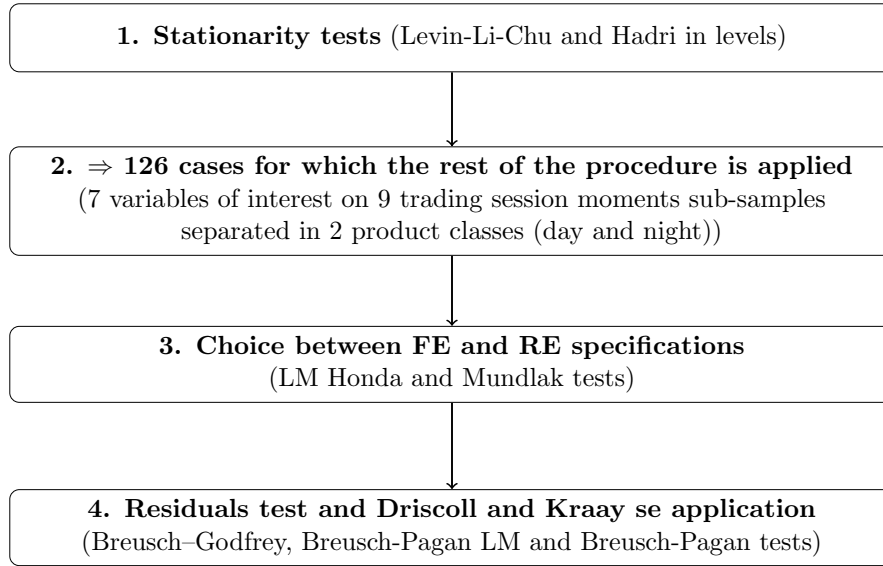 1. Stationarity tests (Levin-Li-Chu and Hadri in levels)
2. ⇒ 126 cases for which the rest of the procedure is applied
(7 variables of interest on 9 trading session moments sub-samples
separated in 2 product classes (day and night))
3. Choice between FE and RE specifications
(LM Honda and Mundlak tests)
4. Residuals test and Driscoll and Kraay se application
(Breusch–Godfrey, Breusch-Pagan LM and Breusch-Pagan tests)